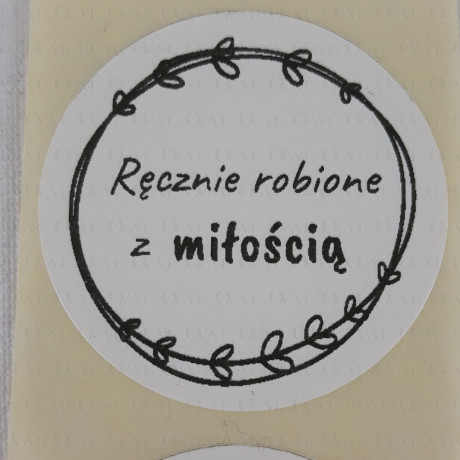 Ręcznie robione
z miłością